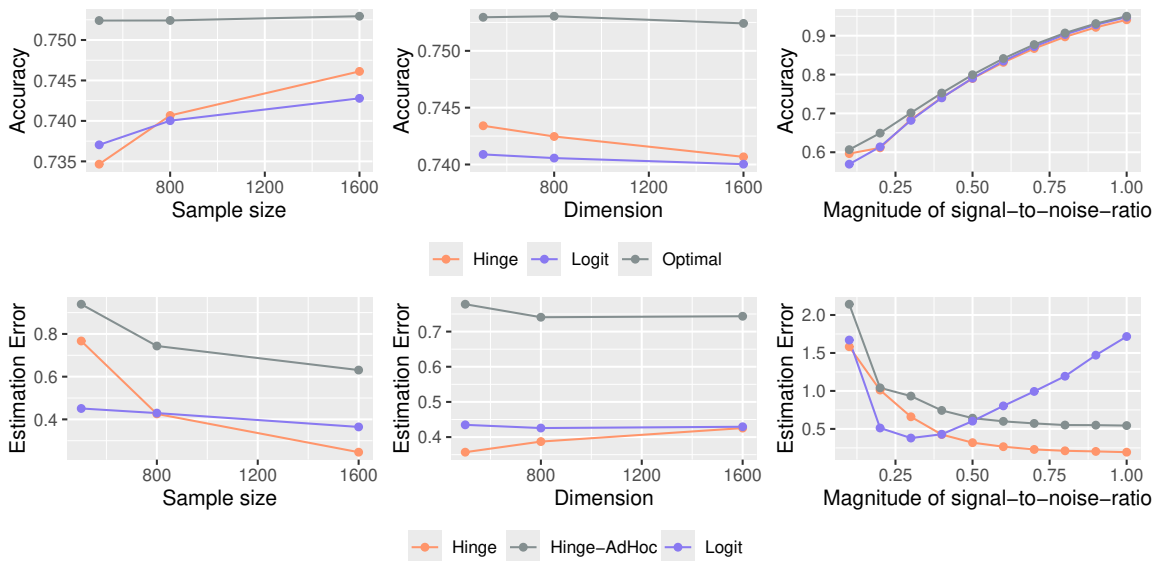 Accuracy
0.750
0.745
0.740
0.735
800
1200
1600
Sample size
Accuracy
0.750
0.745
0.740
800
1200
1600
Dimension
Accuracy
0.9
0.8
0.7
0.6
0.25
0.50
0.75
1.00
Magnitude of signal−to−noise−ratio
Hinge
Logit
Optimal
Estimation Error
0.8
0.6
0.4
800
1200
1600
Sample size
Estimation Error
0.7
0.6
0.5
0.4
800
1200
1600
Dimension
Estimation Error
2.0
1.5
1.0
0.5
0.25
0.50
0.75
1.00
Magnitude of signal−to−noise−ratio
Hinge
Hinge−AdHoc
Logit